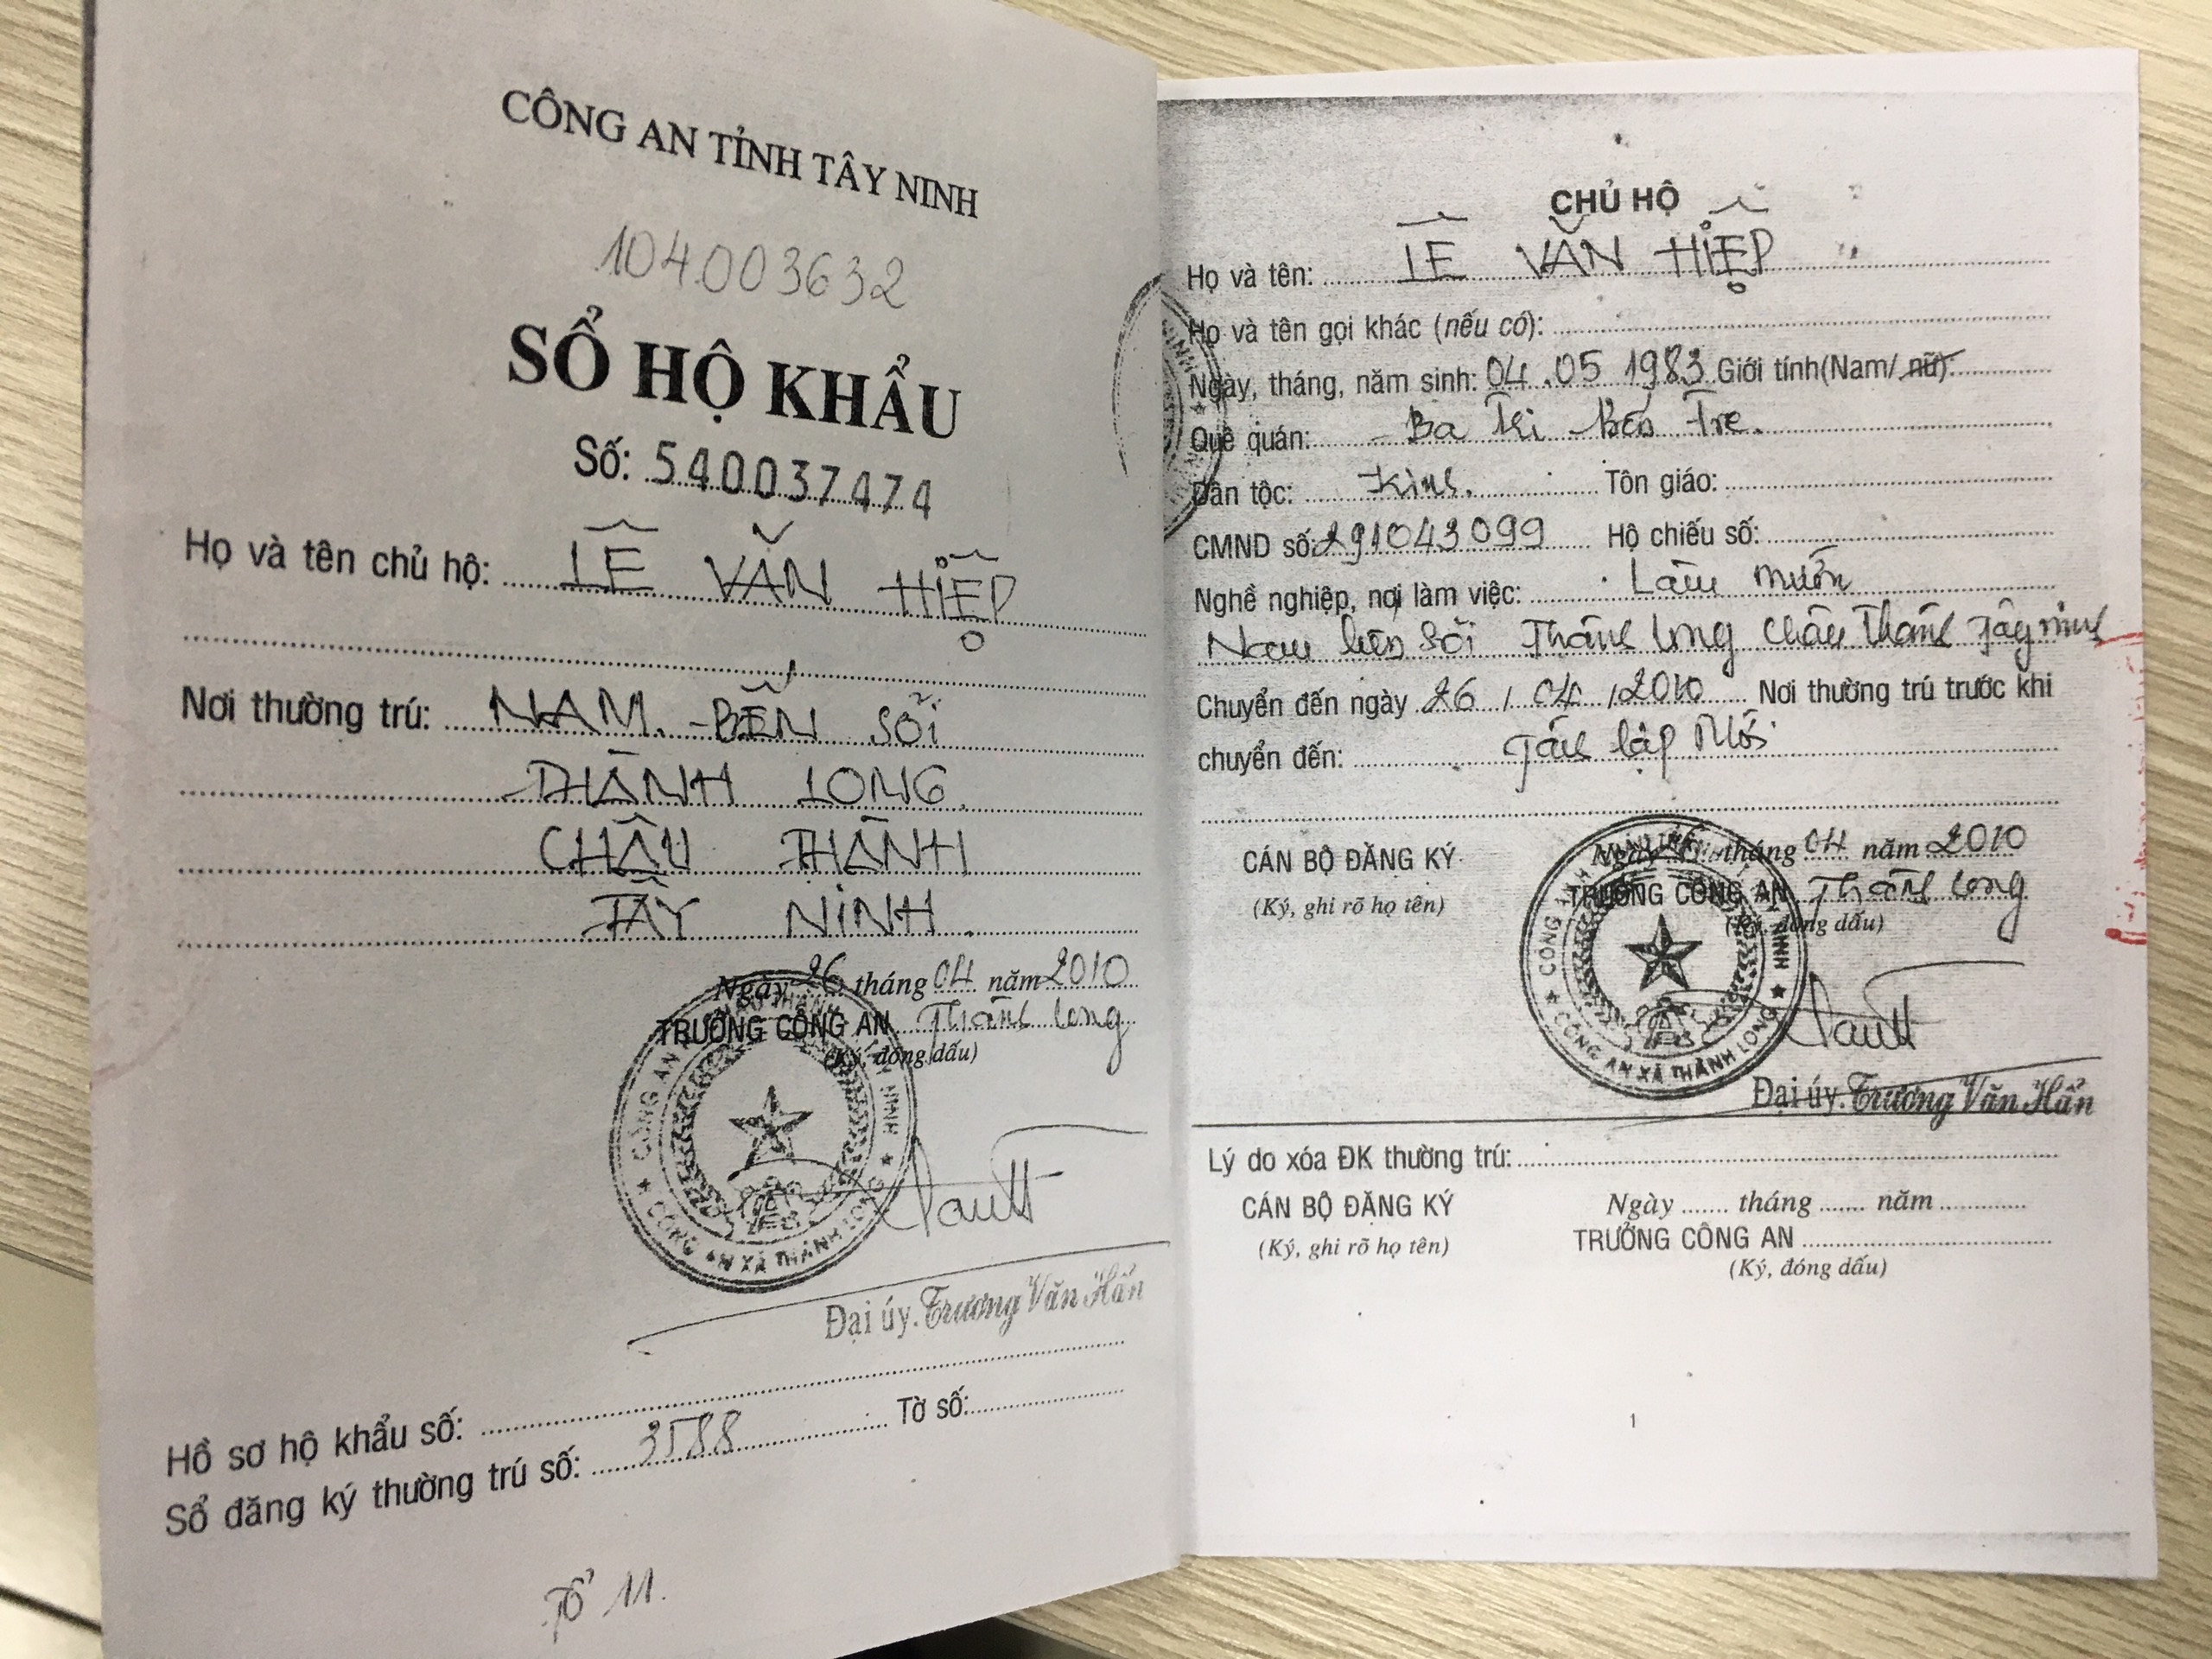 CÔNG AN TỈNH TÂY NINH
104.003632
SỔ HỘ KHẨU
Số: 540037474
Họ và tên chủ hộ: LÊ VĂN HIỆP
Nơi thường trú: NAM. BẾN SỎI
THÀNH LONG.
CHÂU THÀNH
TÂY NINH.
Ngày 26 tháng 04 năm 2010
TRƯỞNG CÔNG AN Thành Long
(Ký, đóng dấu)
CÔNG AN XÃ THÀNH LONG
Đại úy. Trương Văn Hẩn
Hồ sơ hộ khẩu số:
Sổ đăng ký thường trú số: 3588 Tờ số:
Tổ 11.
CHỦ HỘ
Họ và tên: LÊ VĂN HIỆP
Họ và tên gọi khác (nếu có):
Ngày, tháng, năm sinh: 04.05 1983 Giới tính(Nam/ nữ):
Quê quán: Ba Tri Bến Tre.
Dân tộc: Kinh. Tôn giáo:
CMND số: 291043099 Hộ chiếu số:
Nghề nghiệp, nơi làm việc: Làm mướn
Nam bến Sỏi Thành Long Châu Thành Tây Ninh
Chuyển đến ngày 26 / 04 / 2010 Nơi thường trú trước khi
chuyển đến: Tân lập Mới
CÁN BỘ ĐĂNG KÝ
(Ký, ghi rõ họ tên)
Ngày 26 tháng 04 năm 2010
TRƯỞNG CÔNG AN Thành Long
(Ký, đóng dấu)
CÔNG AN XÃ THÀNH LONG
Đại úy. Trương Văn Hẩn
Lý do xóa ĐK thường trú:
CÁN BỘ ĐĂNG KÝ
(Ký, ghi rõ họ tên)
Ngày ....... tháng ....... năm .............
TRƯỞNG CÔNG AN
(Ký, đóng dấu)
1